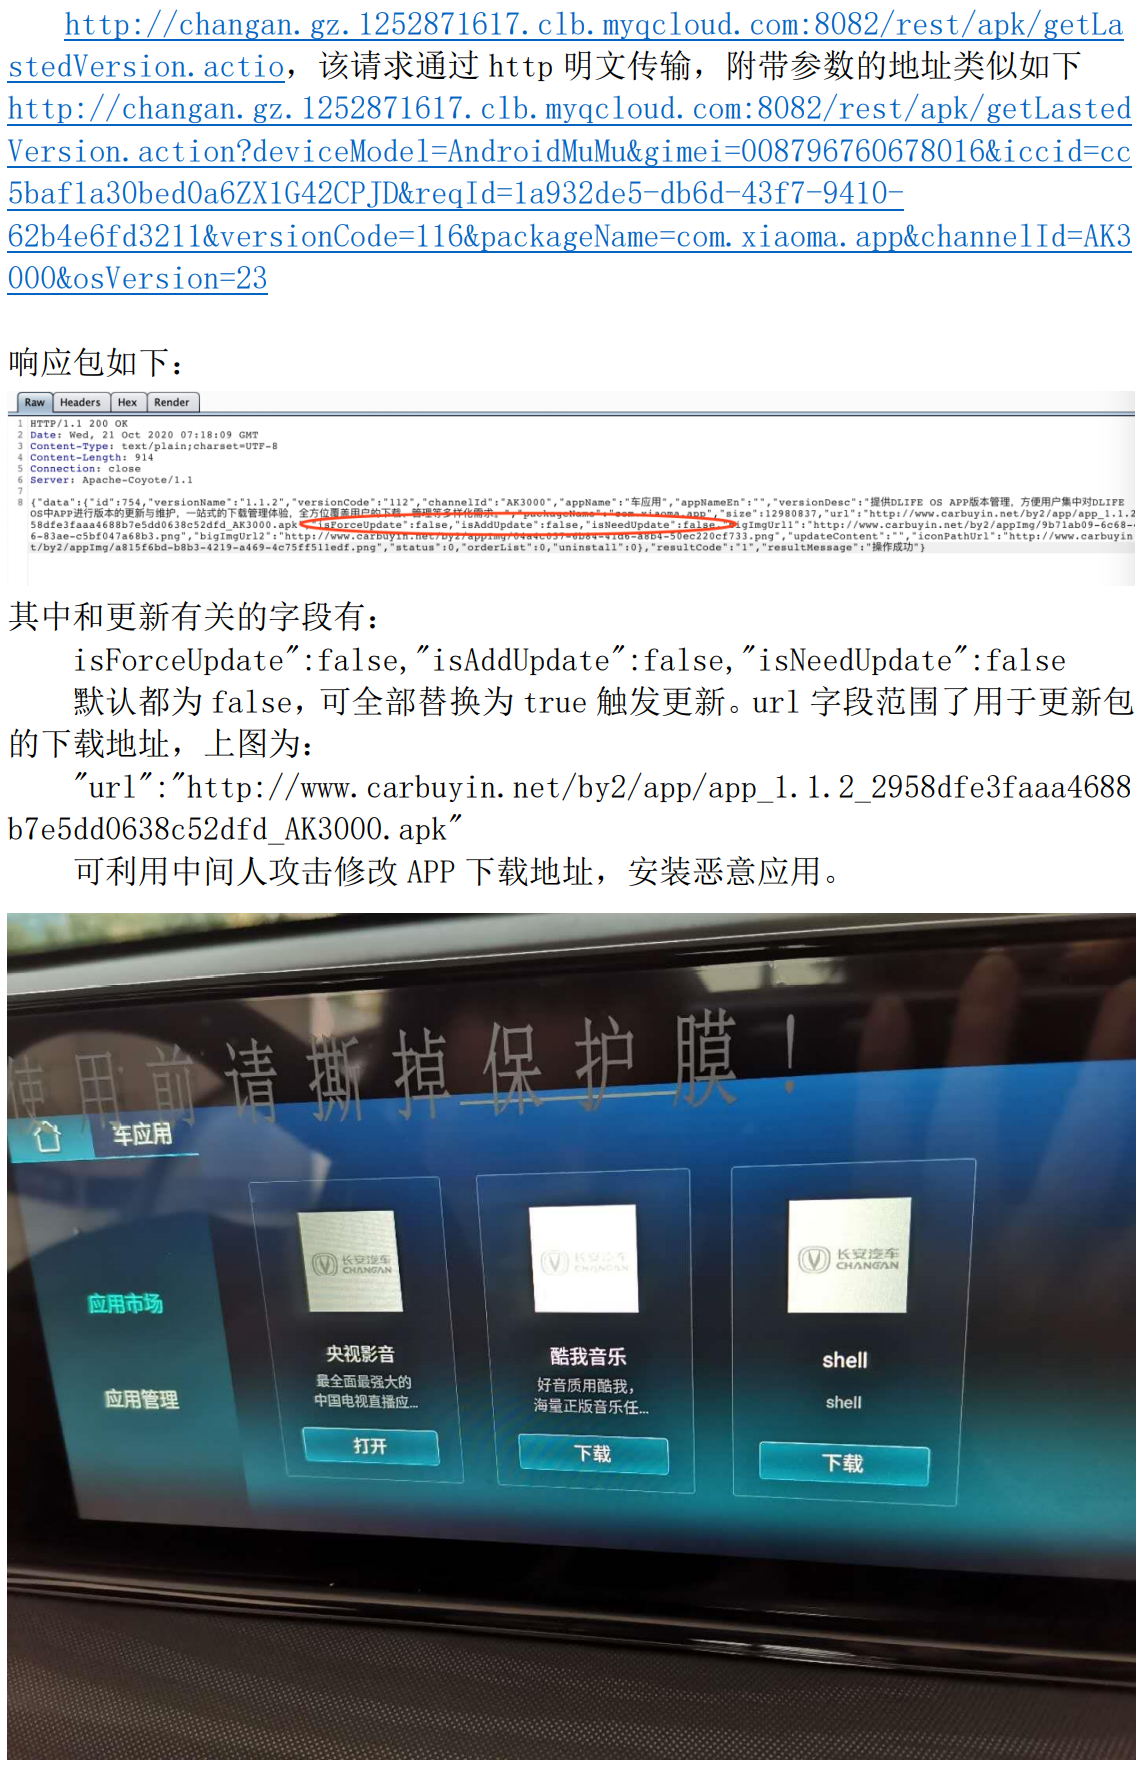 http://changan.gz.1252871617.clb.myqcloud.com:8082/rest/apk/getLa
stedVersion.actio，该请求通过 http 明文传输，附带参数的地址类似如下
http://changan.gz.1252871617.clb.myqcloud.com:8082/rest/apk/getLasted
Version.action?deviceModel=AndroidMuMu&gimei=008796760678016&iccid=cc
5baf1a30bed0a6ZX1G42CPJD&reqId=1a932de5-db6d-43f7-9410-
62b4e6fd3211&versionCode=116&packageName=com.xiaoma.app&channelId=AK3
000&osVersion=23
响应包如下：
Raw Headers Hex Render
1 HTTP/1.1 200 OK
2 Date: Wed, 21 Oct 2020 07:18:09 GMT
3 Content-Type: text/plain;charset=UTF-8
4 Content-Length: 914
5 Connection: close
6 Server: Apache-Coyote/1.1
7
8 {"data":{"id":754,"versionName":"1.1.2","versionCode":"112","channelId":"AK3000","appName":"车应用","appNameEn":"","versionDesc":"提供DLIFE OS APP版本管理，方便用户集中对DLIFE
OS中APP进行版本的更新与维护，一站式的下载管理体验，全方位覆盖用户的下载、管理等多样化需求。","packageName":"com.xiaoma.app","size":12980837,"url":"http://www.carbuyin.net/by2/app/app_1.1.2
58dfe3faaa4688b7e5dd0638c52dfd_AK3000.apk","isForceUpdate":false,"isAddUpdate":false,"isNeedUpdate":false,"bigImgUrl1":"http://www.carbuyin.net/by2/appImg/9b71ab09-6c68-
6-83ae-c5bf047a68b3.png","bigImgUrl2":"http://www.carbuyin.net/by2/appImg/04a4c037-6b84-41d6-a8b4-50ec220cf733.png","updateContent":"","iconPathUrl":"http://www.carbuyin
t/by2/appImg/a815f6bd-b8b3-4219-a469-4c75ff511edf.png","status":0,"orderList":0,"uninstall":0},"resultCode":"1","resultMessage":"操作成功"}
其中和更新有关的字段有：
isForceUpdate":false,"isAddUpdate":false,"isNeedUpdate":false
默认都为 false，可全部替换为 true 触发更新。url 字段范围了用于更新包
的下载地址，上图为：
"url":"http://www.carbuyin.net/by2/app/app_1.1.2_2958dfe3faaa4688
b7e5dd0638c52dfd_AK3000.apk"
可利用中间人攻击修改 APP 下载地址，安装恶意应用。
使用前请撕掉保护膜！
车应用
长安汽车 CHANGAN
长安汽车 CHANGAN
长安汽车 CHANGAN
应用市场
应用管理
央视影音
最全面最强大的
中国电视直播应...
打开
酷我音乐
好音质用酷我，
海量正版音乐任...
下载
shell
shell
下载